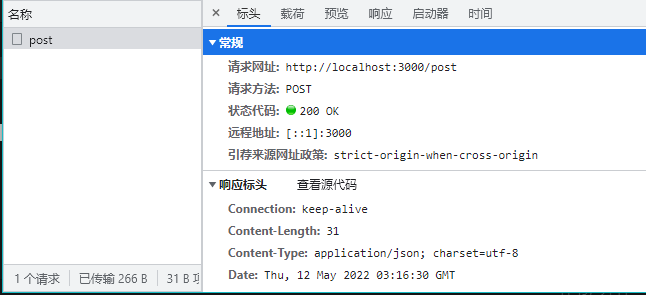 名称
post
1 个请求 已传输 266 B 31 B 项
× 标头 载荷 预览 响应 启动器 时间
▼常规
请求网址: http://localhost:3000/post
请求方法: POST
状态代码: 200 OK
远程地址: [::1]:3000
引荐来源网址政策: strict-origin-when-cross-origin
▼响应标头 查看源代码
Connection: keep-alive
Content-Length: 31
Content-Type: application/json; charset=utf-8
Date: Thu, 12 May 2022 03:16:30 GMT